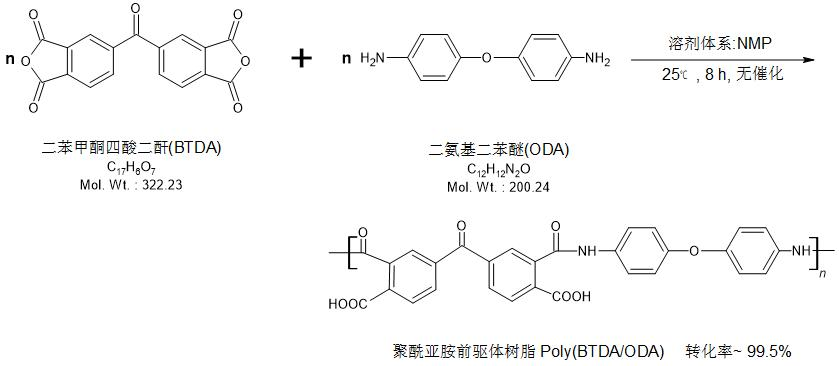 n
O
O
O
O
O
O
O
+
n
H₂N
O
NH₂
溶剂体系:NMP
25℃ , 8 h, 无催化
二苯甲酮四酸二酐(BTDA)
C₁₇H₆O₇
Mol. Wt. : 322.23
二氨基二苯醚(ODA)
C₁₂H₁₂N₂O
Mol. Wt. : 200.24
O
O
O
NH
O
NH
n
HOOC
COOH
聚酰亚胺前驱体树脂 Poly(BTDA/ODA) 转化率~ 99.5%